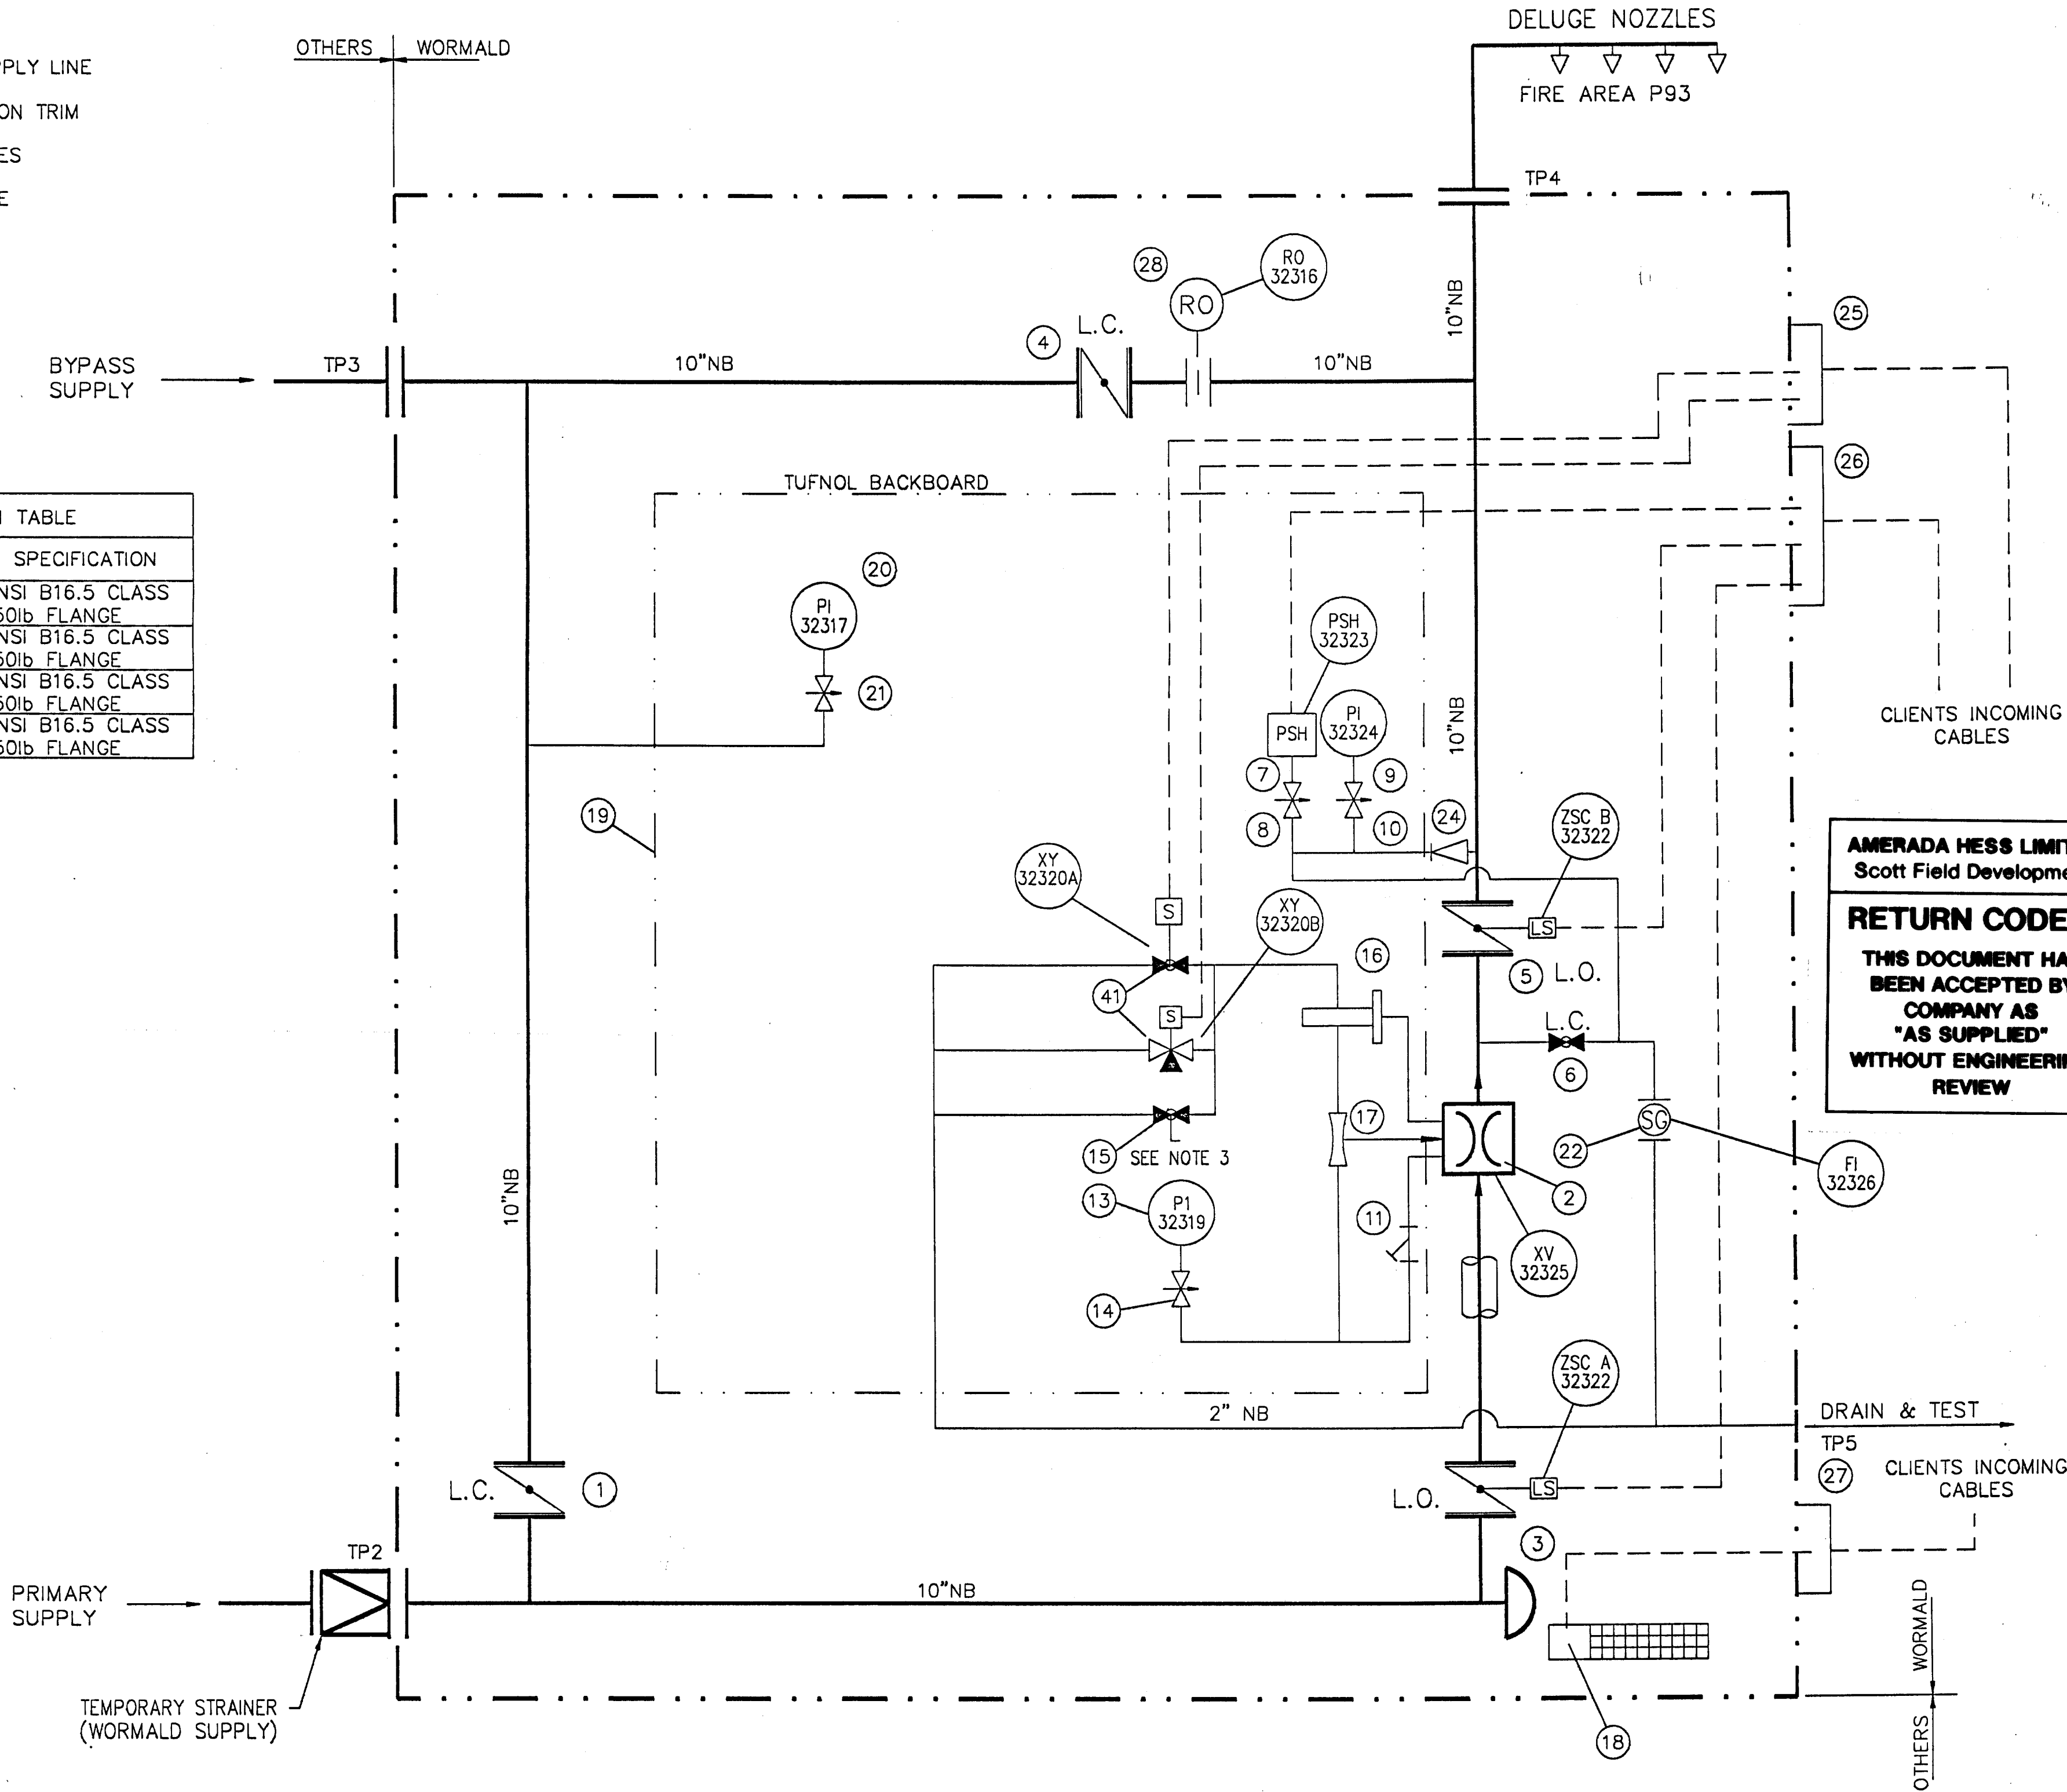 OTHERS WORMALD
DELUGE NOZZLES
FIRE AREA P93
PPLY LINE
ON TRIM
ES
E
TP4
28
RO
32316
RO
4
L.C.
10"NB
25
BYPASS
SUPPLY
TP3
10"NB
10"NB
26
TUFNOL BACKBOARD
TABLE
SPECIFICATION
NSI B16.5 CLASS
50lb FLANGE
NSI B16.5 CLASS
50lb FLANGE
NSI B16.5 CLASS
50lb FLANGE
NSI B16.5 CLASS
50lb FLANGE
20
PI
32317
21
PSH
32323
PSH
PI
32324
10"NB
CLIENTS INCOMING
CABLES
7
9
8
10
24
19
ZSC B
32322
XY
32320A
S
XY
32320B
LS
16
5
L.O.
41
S
L.C.
6
17
15
SEE NOTE 3
SG
22
FI
32326
2
13
P1
32319
11
XV
32325
14
10"NB
AMERADA HESS LIMIT
Scott Field Developme
RETURN CODE
THIS DOCUMENT HA
BEEN ACCEPTED BY
COMPANY AS
"AS SUPPLIED"
WITHOUT ENGINEERIN
REVIEW
ZSC A
32322
2" NB
DRAIN & TEST
TP5
27
CLIENTS INCOMING
CABLES
L.C.
1
L.O.
LS
3
TP2
PRIMARY
SUPPLY
10"NB
TEMPORARY STRAINER
(WORMALD SUPPLY)
18
WORMALD
OTHERS